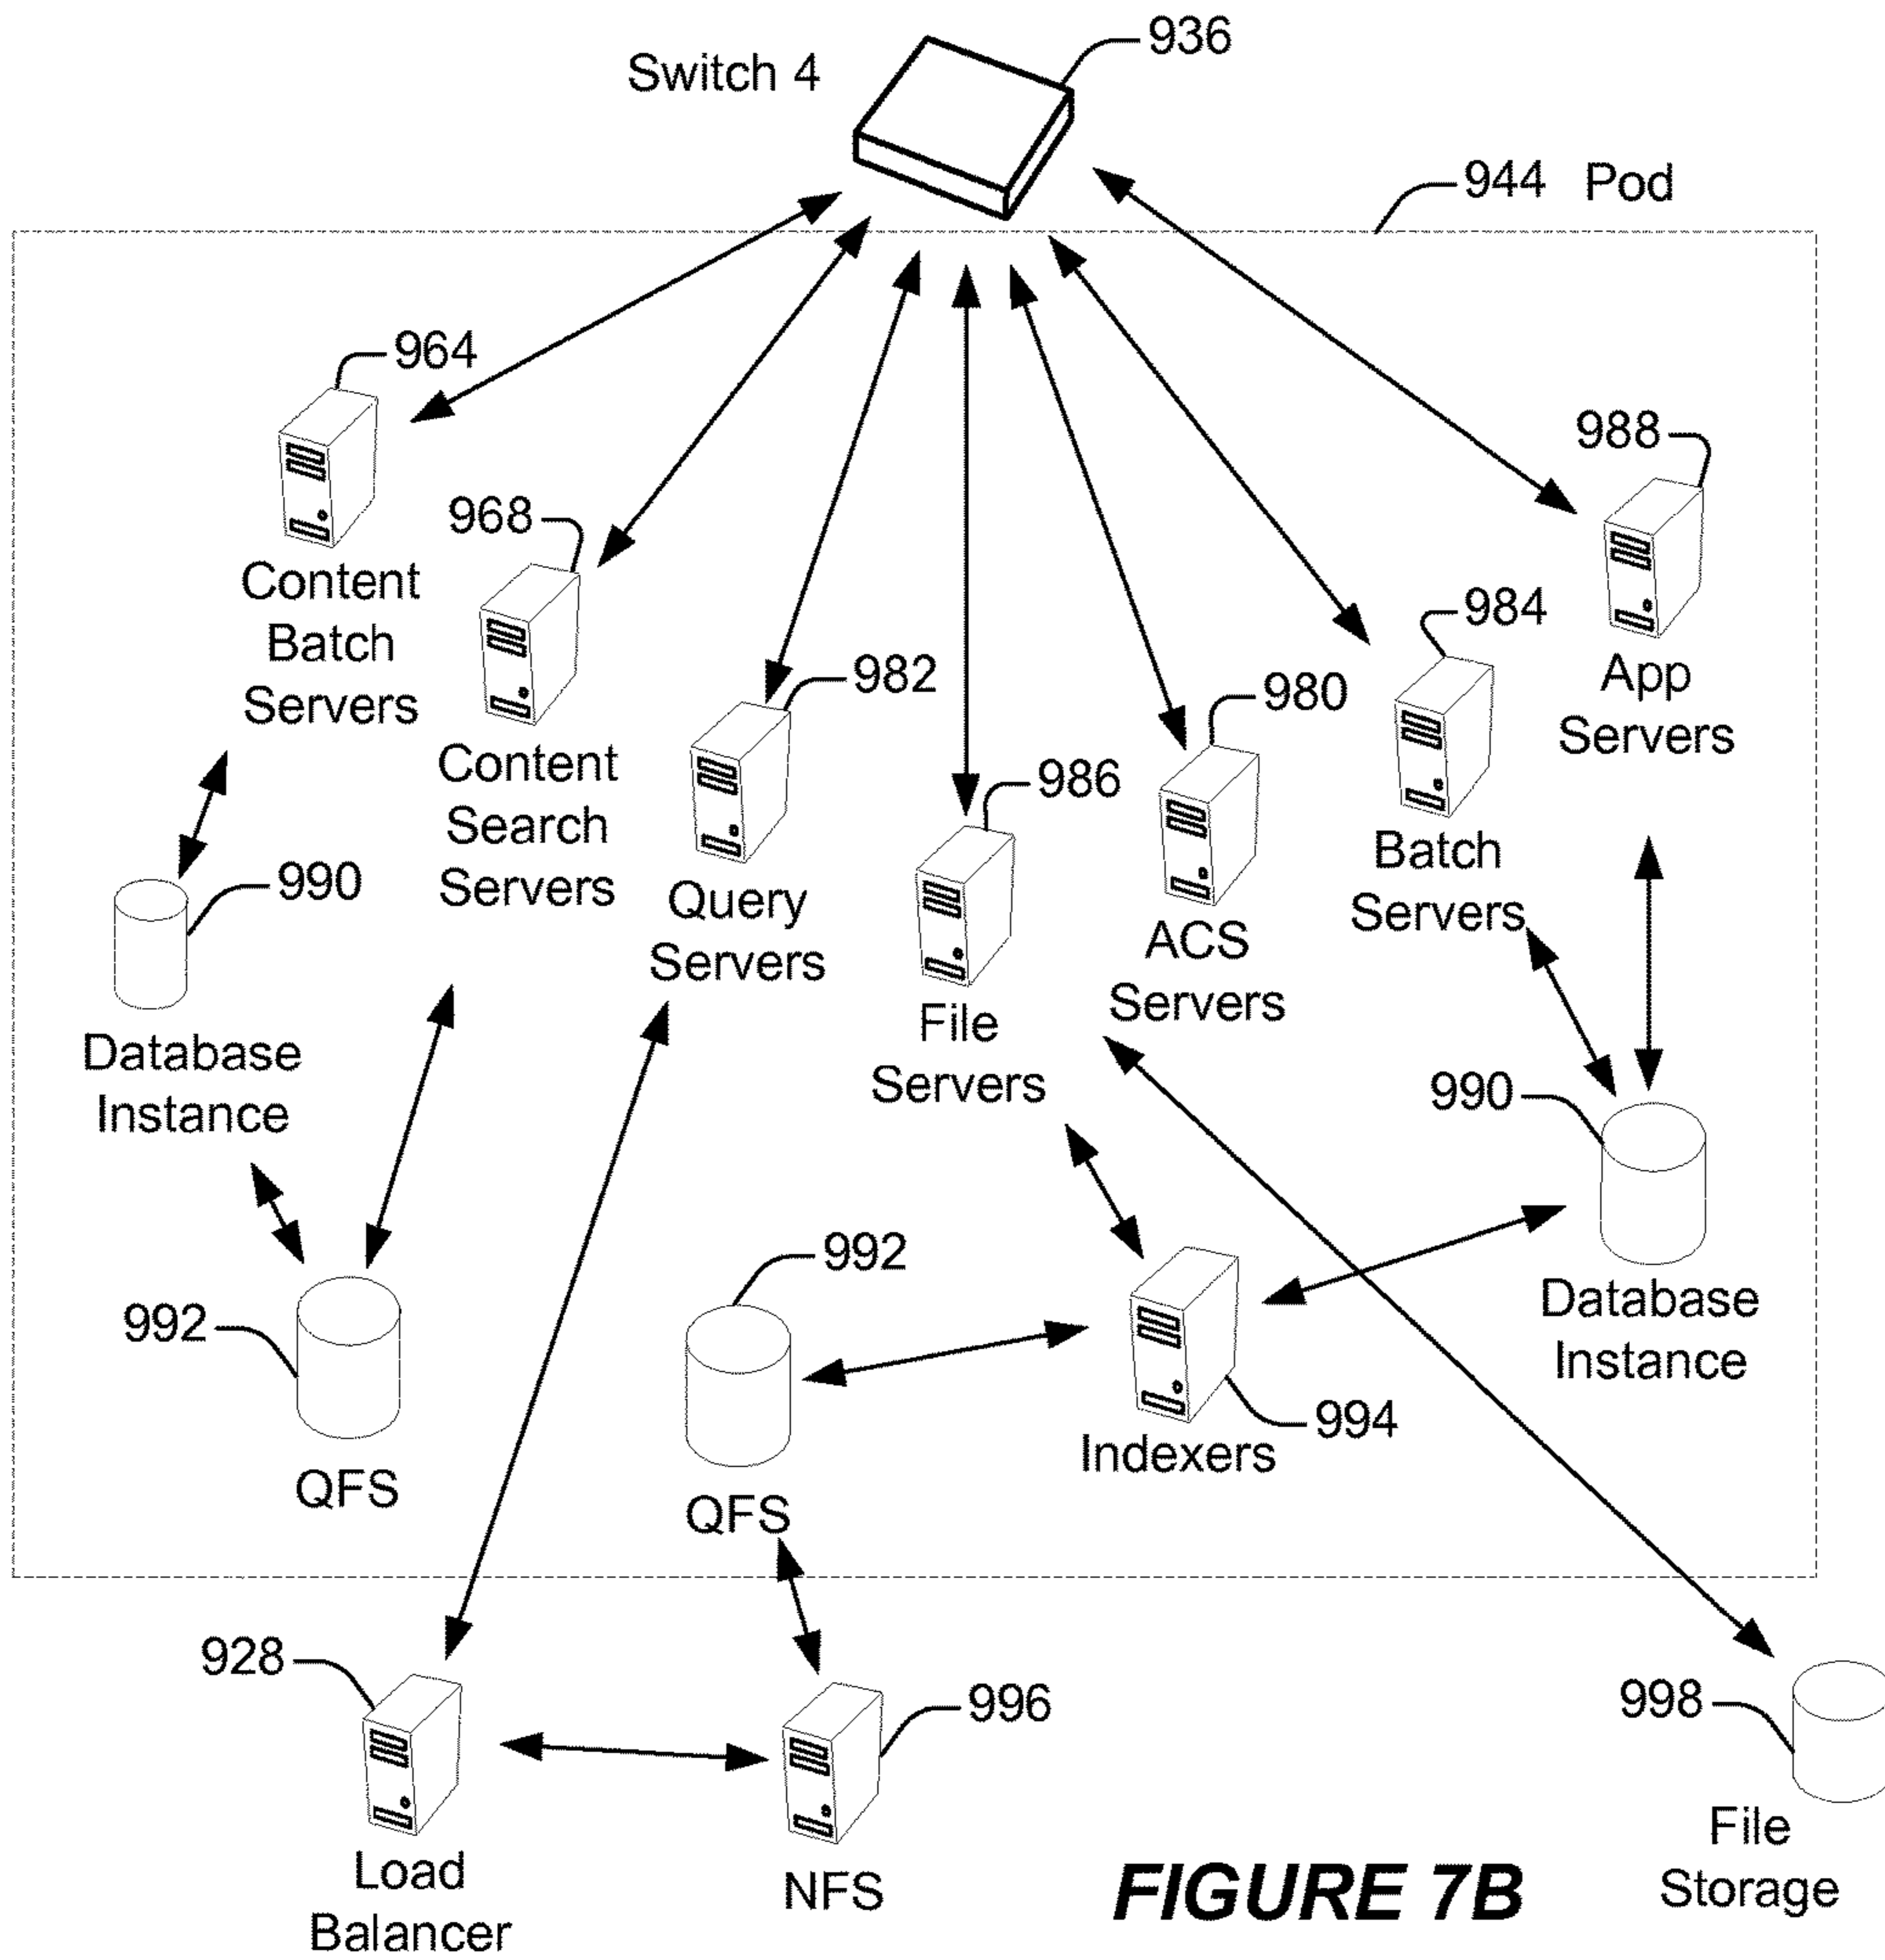 936
Switch 4
944 Pod
964
988
968
Content
Batch
Servers
984
982
980
App
Servers
Content
Search
Servers
986
Batch
Servers
990
Query
Servers
ACS
Servers
File
Servers
Database
Instance
990
992
992
Database
Instance
994
Indexers
QFS
QFS
928
996
998
File
Storage
Load
Balancer
NFS
FIGURE 7B